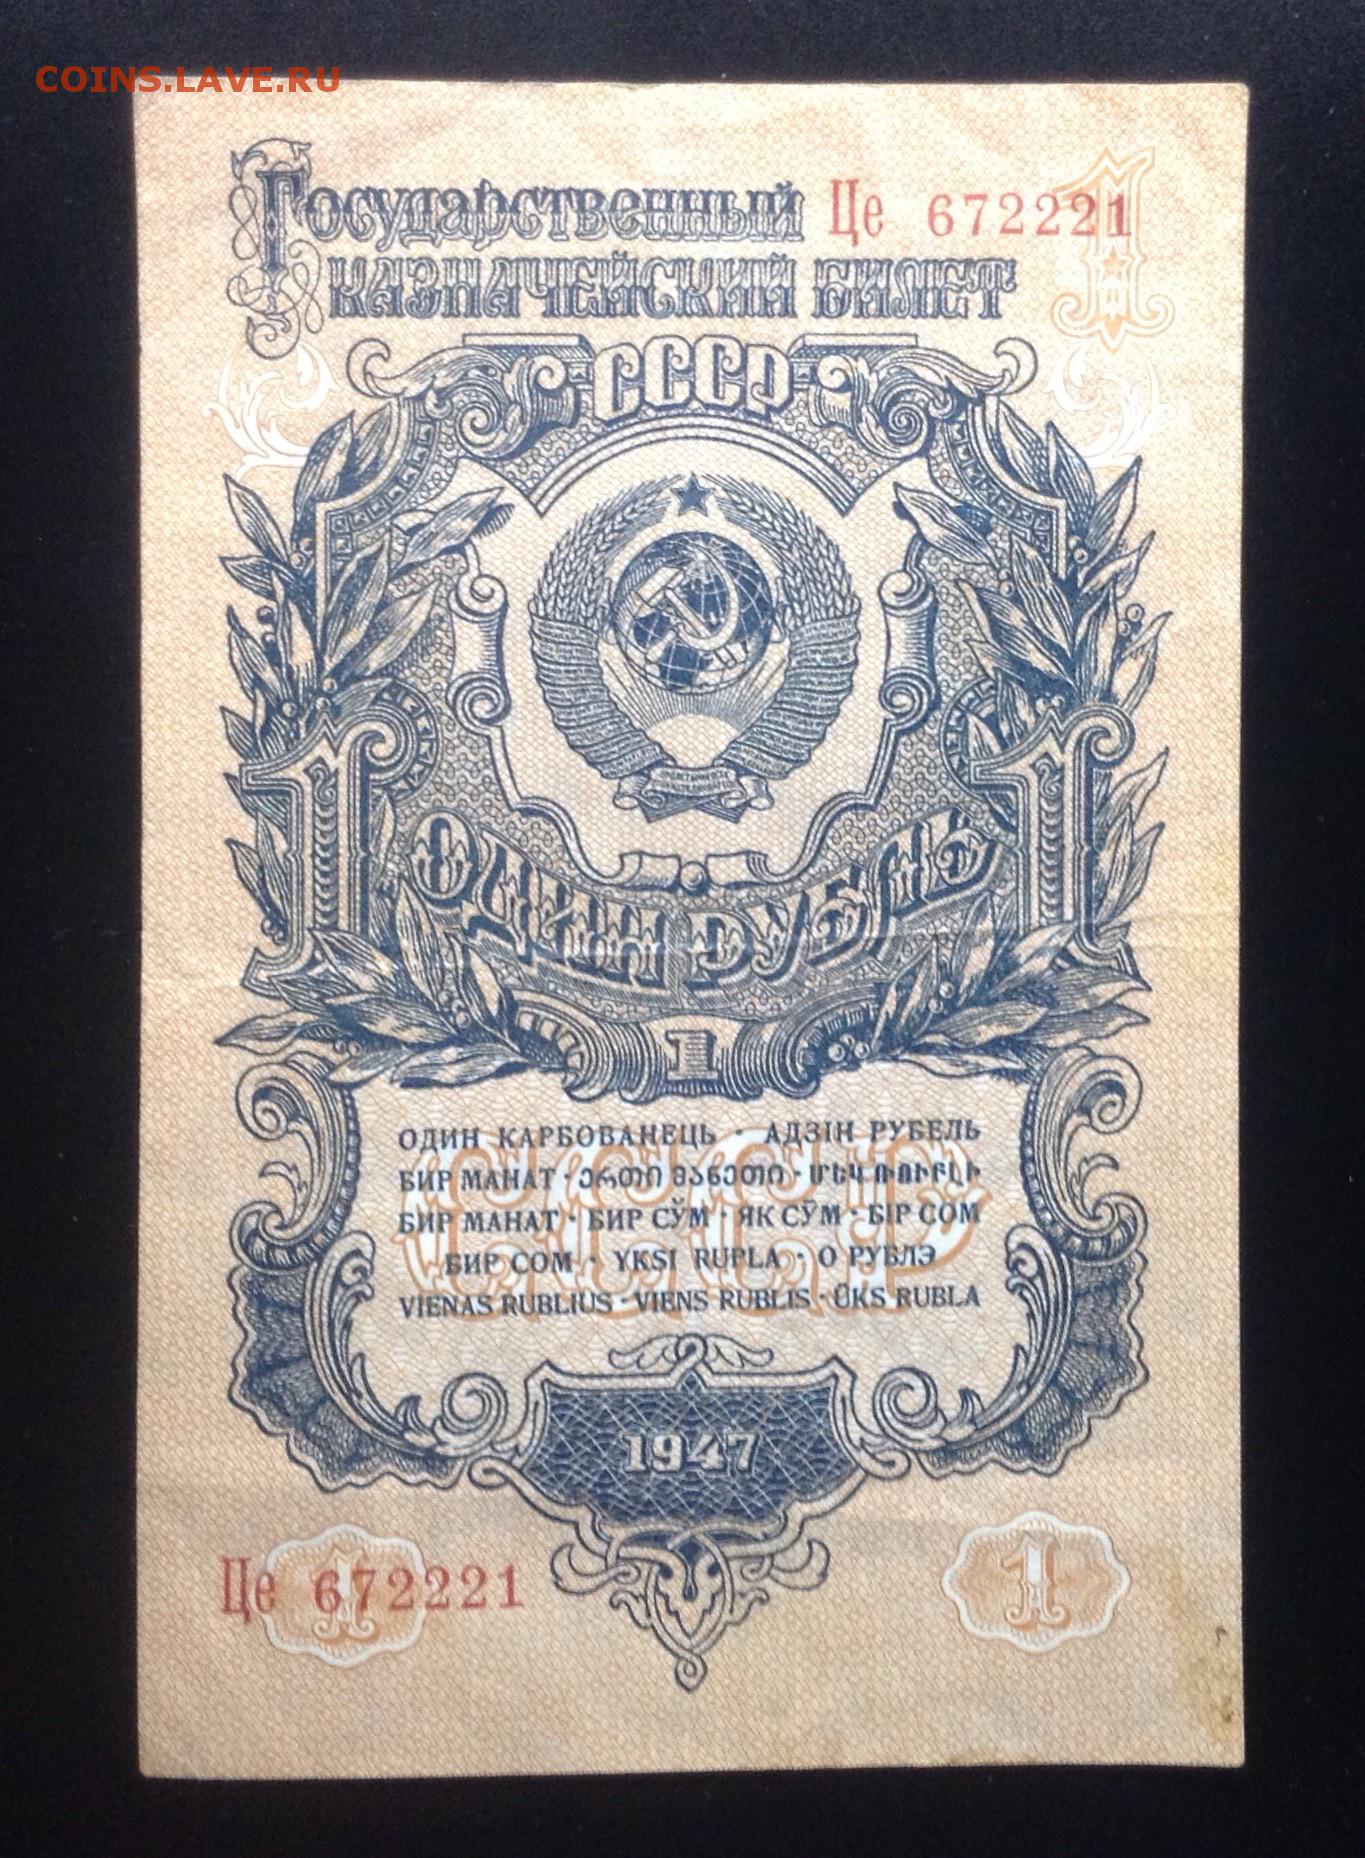 COINS.LAVE.RU
Государственный Це 672221
казначейский билет
СССР
1 1
ОДИН РУБЛЬ
1
ОДИН КАРБОВАНЕЦЬ · АДЗІН РУБЕЛЬ
БИР МАНАТ · ერთი მანეთი · ՄԵԿ ՌՈՒԲԼԻ
БИР МАНАТ · БИР СЎМ · ЯК СЎМ · БІР СОМ
БИР СОМ · YKSI RUPLA · О РУБЛЭ
VIENAS RUBLIUS · VIENS RUBLIS · ÜKS RUBLA
СССР
1947
Це 672221
1 1